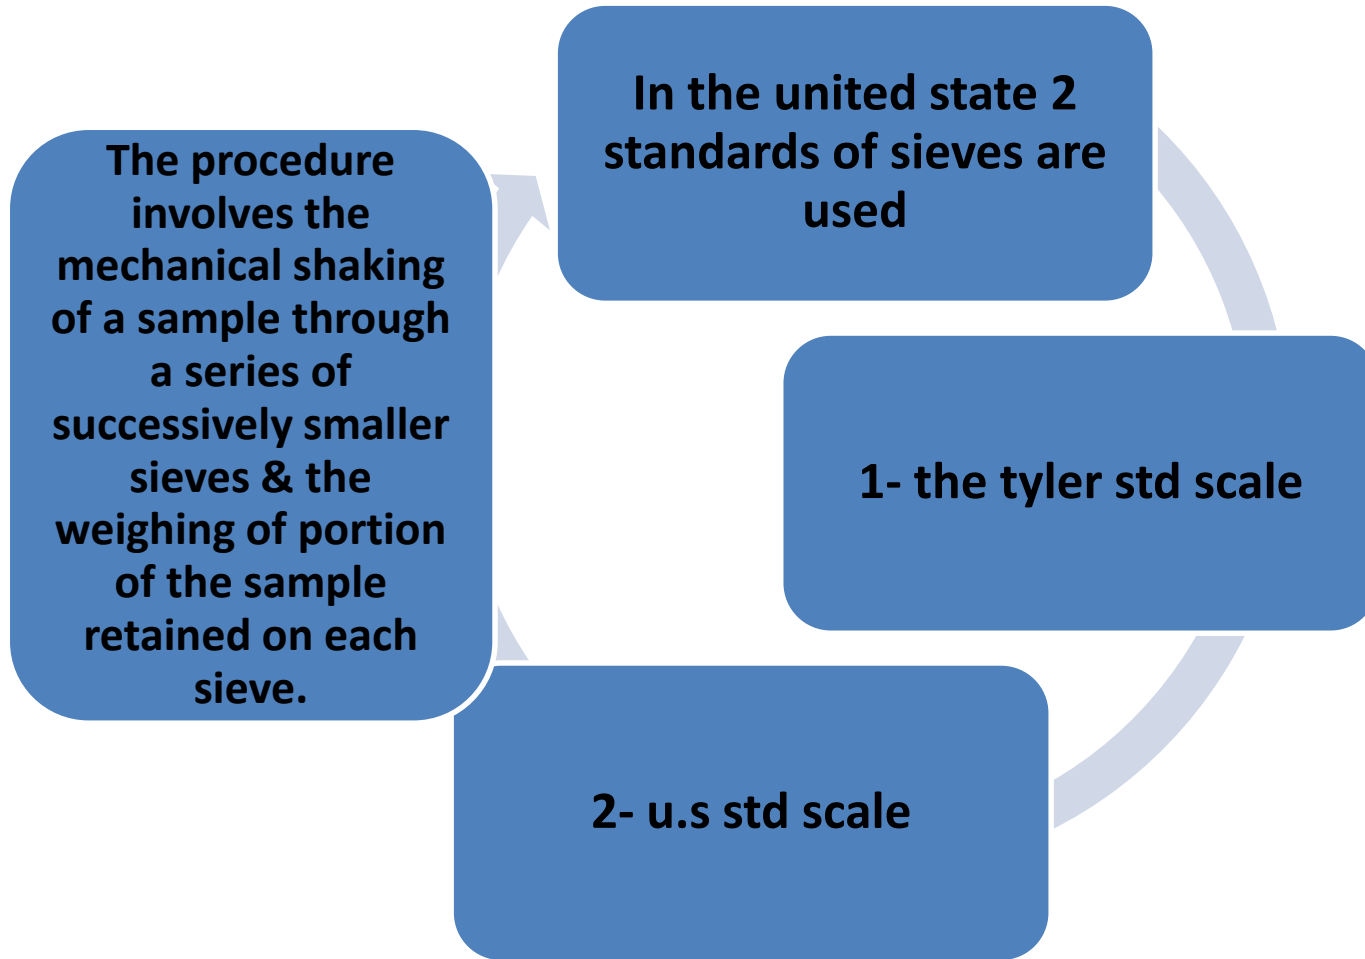 In the united state 2
standards of sieves are
used
1- the tyler std scale
2- u.s std scale
The procedure
involves the
mechanical shaking
of a sample through
a series of
successively smaller
sieves & the
weighing of portion
of the sample
retained on each
sieve.